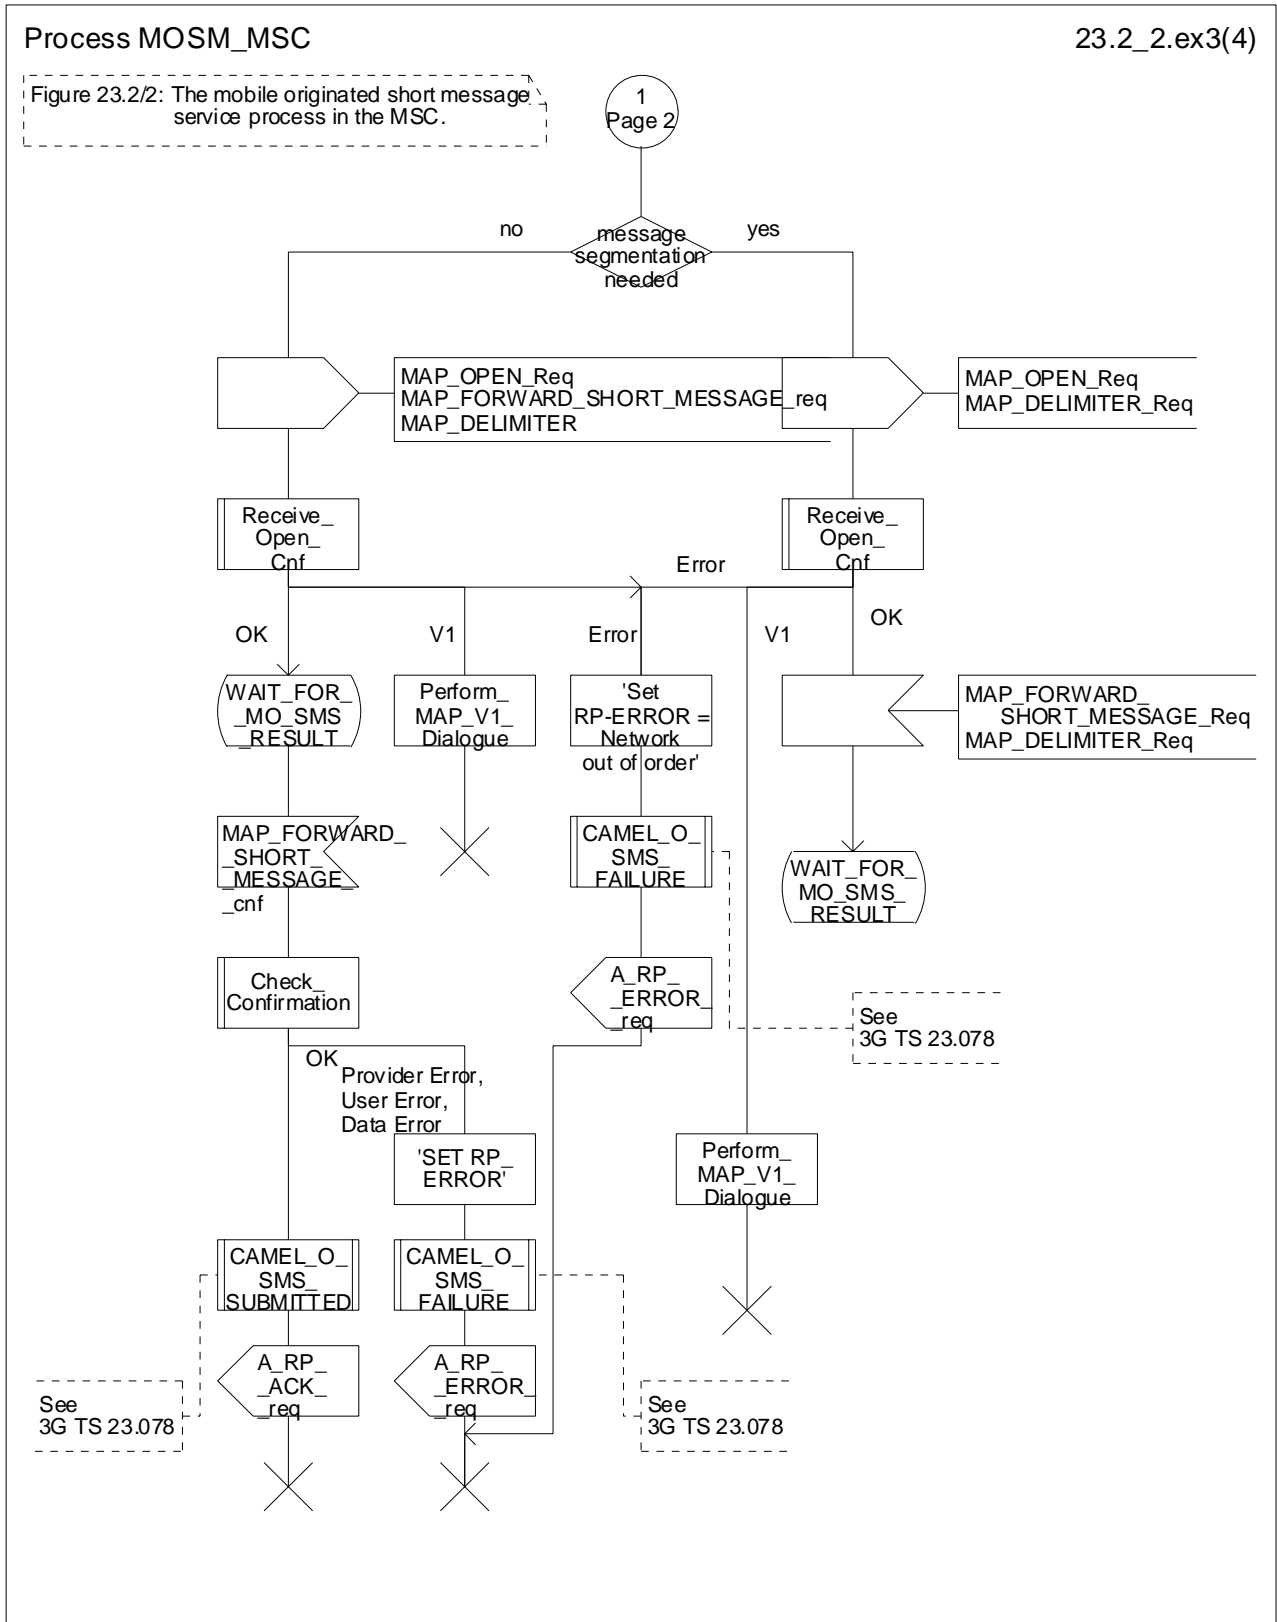 Process MOSM_MSC
23.2_2.ex3(4)
Figure 23.2/2: The mobile originated short message
service process in the MSC.
1
Page 2
no
message
segmentation
needed
yes
MAP_OPEN_Req
MAP_FORWARD_SHORT_MESSAGE_req
MAP_DELIMITER
MAP_OPEN_Req
MAP_DELIMITER_Req
Receive_
Open_
Cnf
Receive_
Open_
Cnf
Error
OK
V1
Error
V1
OK
WAIT_FOR_
_MO_SMS
_RESULT
Perform_
MAP_V1_
Dialogue
'Set
RP-ERROR =
Network
out of order'
MAP_FORWARD_
SHORT_MESSAGE_Req
MAP_DELIMITER_Req
MAP_FORWARD_
_SHORT_
_MESSAGE_
_cnf
CAMEL_O_
SMS_
FAILURE
WAIT_FOR_
MO_SMS_
RESULT
Check_
Confirmation
A_RP_
_ERROR_
_req
See
3G TS 23.078
OK
Provider Error,
User Error,
Data Error
'SET RP_
ERROR'
Perform_
MAP_V1_
Dialogue
CAMEL_O_
SMS_
SUBMITTED
CAMEL_O_
SMS_
FAILURE
A_RP_
_ACK_
_req
A_RP_
_ERROR_
_req
See
3G TS 23.078
See
3G TS 23.078